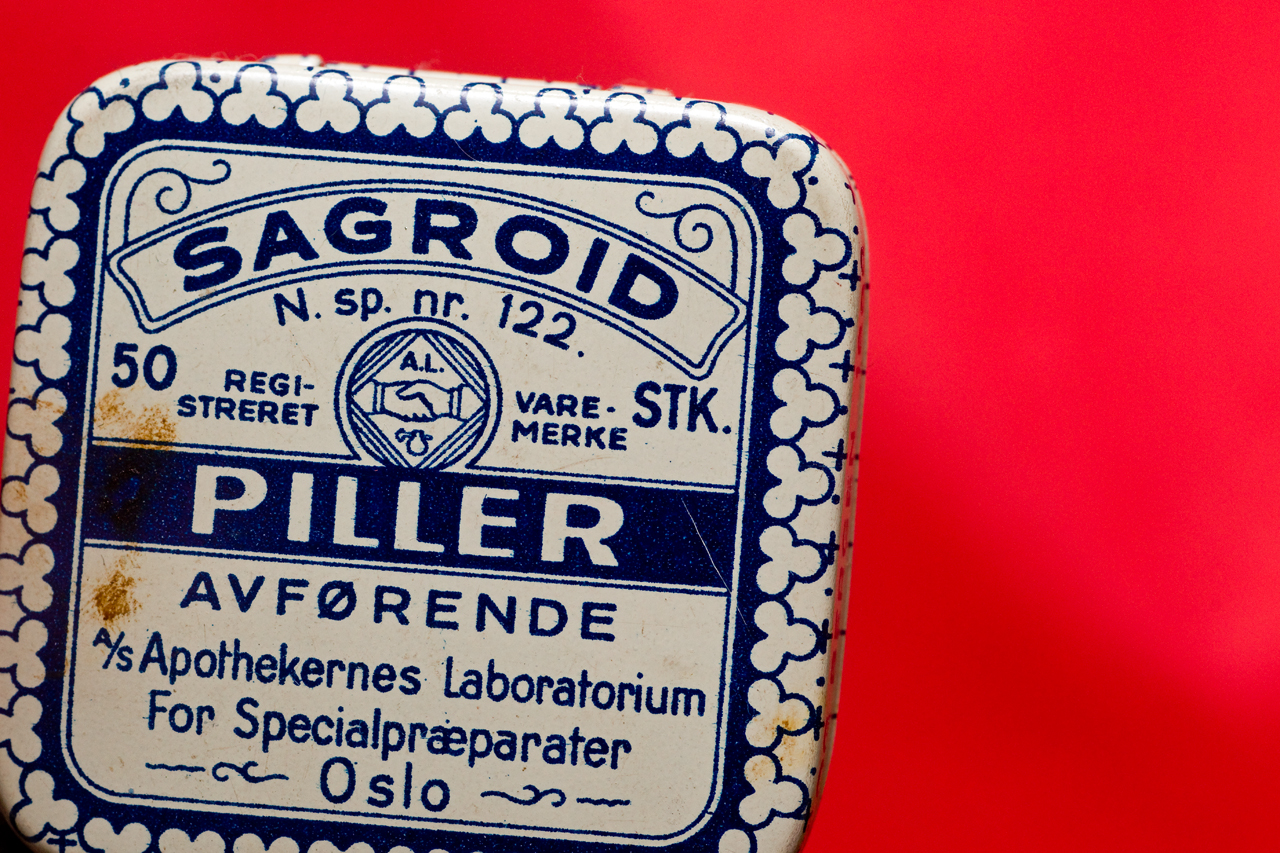 SAGROID
N. sp. nr. 122.
50 REGI- A.L. VARE- STK.
STRERET MERKE
PILLER
AVFØRENDE
A/s Apothekernes Laboratorium
For Specialpræparater
Oslo